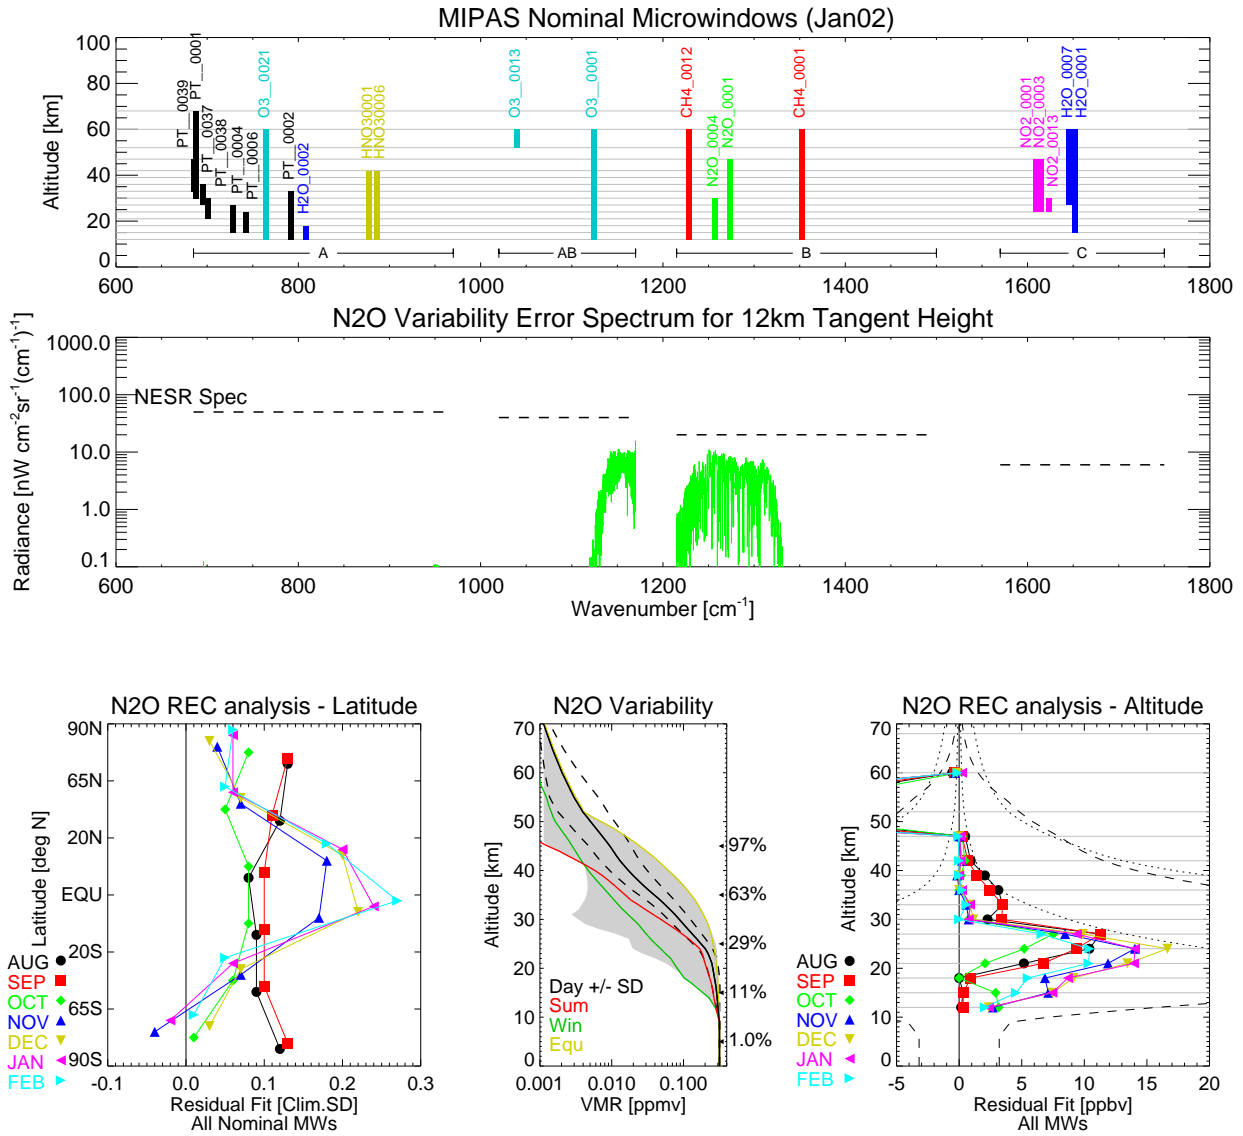 MIPAS Nominal Microwindows (Jan02)
Altitude [km]
100
80
60
40
20
0
PT__0039
PT__0001
PT__0037
PT__0038
PT__0004
PT__0006
O3__0021
PT__0002
H2O_0002
HNO30001
HNO30006
O3__0013
O3__0001
CH4_0012
N2O_0004
N2O_0001
CH4_0001
NO2_0001
NO2_0003
NO2_0013
H2O_0007
H2O_0001
A
AB
B
C
600 800 1000 1200 1400 1600 1800
N2O Variability Error Spectrum for 12km Tangent Height
Radiance [nW cm-2sr-1(cm-1)-1]
1000.0
100.0
10.0
1.0
0.1
NESR Spec
600 800 1000 1200 1400 1600 1800
Wavenumber [cm-1]
N2O REC analysis - Latitude
Latitude [deg N]
90N
65N
20N
EQU
20S
65S
90S
AUG
SEP
OCT
NOV
DEC
JAN
FEB
-0.1 0.0 0.1 0.2 0.3
Residual Fit [Clim.SD]
All Nominal MWs
N2O Variability
Altitude [km]
70
60
50
40
30
20
10
0
97%
63%
29%
11%
1.0%
Day +/- SD
Sum
Win
Equ
0.001 0.010 0.100
VMR [ppmv]
N2O REC analysis - Altitude
Altitude [km]
70
60
50
40
30
20
10
0
AUG
SEP
OCT
NOV
DEC
JAN
FEB
-5 0 5 10 15 20
Residual Fit [ppbv]
All MWs